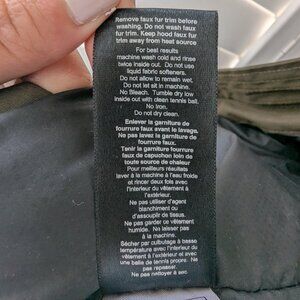 Remove faux fur trim before
washing. Do not wash faux
fur trim. Keep hood faux fur
trim away from heat source
For best results
machine wash cold and rinse
twice inside out. Do not use
liquid fabric softeners.
Do not allow to remain wet,
Do not let sit in machine.
No Bleach. Tumble dry low
inside out with clean tennis ball.
No Iron.
Do not dry clean.
Enlever la garniture de
fourrure faux avant le lavage.
Ne pas lavez la garniture de
fourrure faux.
Tenir la garniture fourrure
faux de capuchon loin de
toute source de chaleur
Pour meilleurs résultats
laver à la machine à l'eau froide
et rincer deux fois avec
l'interieur du vêtement à
l'extérieur.
Ne pas utiliser d'agent
blanchiment ou
d'assouplir de tissus.
Ne pas garder ce vêtement
humide. Ne pas laisser
à la machine.
Sécher par culbutage à basse
température avec l'interieur
du vêtement à l'extérieur et avec
une balle de tennis propre. Ne
pas repasser.
Ne pas nettoyer à sec.